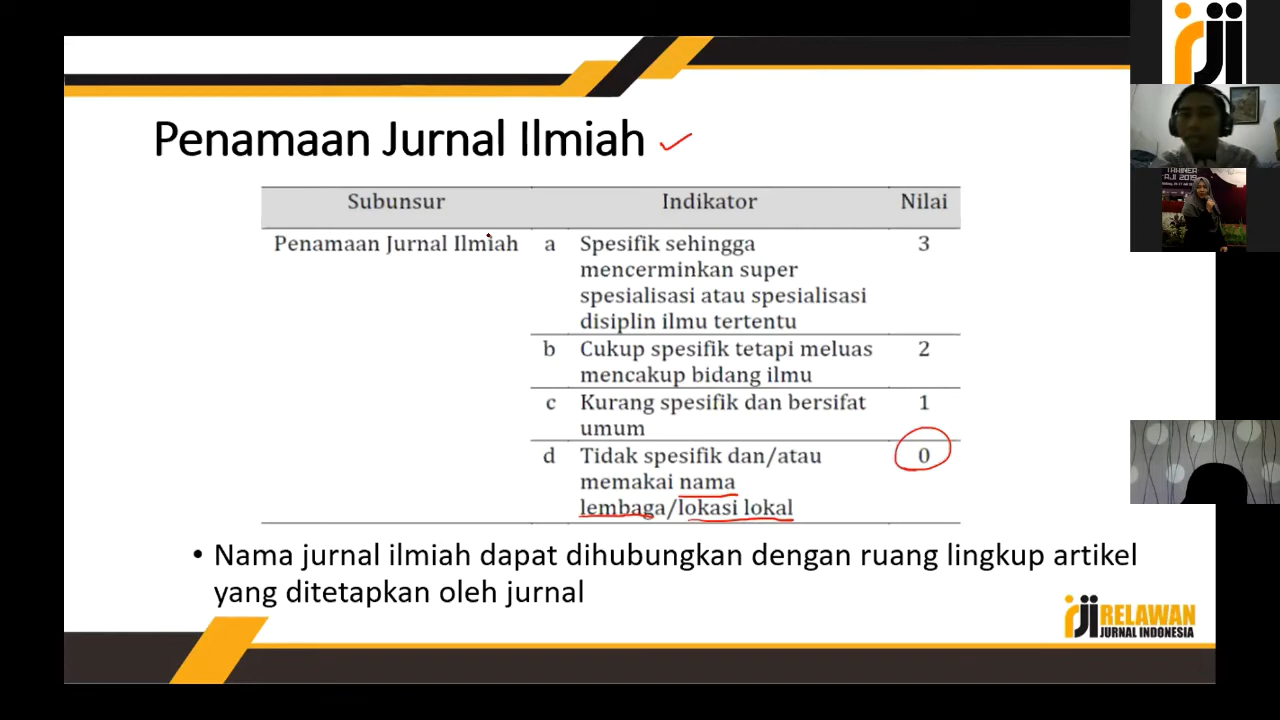 Penamaan Jurnal Ilmiah
Subunsur Indikator Nilai
Penamaan Jurnal Ilmiah a Spesifik sehingga 3
mencerminkan super
spesialisasi atau spesialisasi
disiplin ilmu tertentu
b Cukup spesifik tetapi meluas 2
mencakup bidang ilmu
c Kurang spesifik dan bersifat 1
umum
d Tidak spesifik dan/atau 0
memakai nama
lembaga/lokasi lokal
• Nama jurnal ilmiah dapat dihubungkan dengan ruang lingkup artikel
yang ditetapkan oleh jurnal
rji RELAWAN
JURNAL INDONESIA
rji